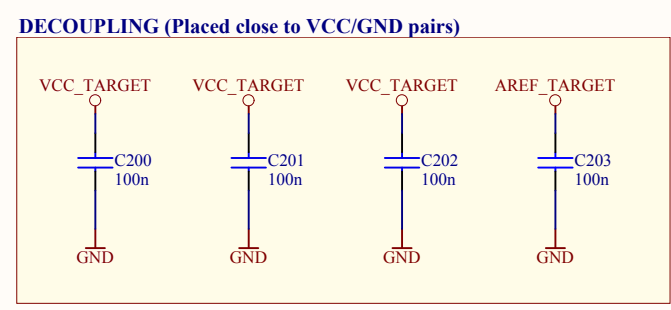 DECOUPLING (Placed close to VCC/GND pairs)
VCC_TARGET VCC_TARGET VCC_TARGET AREF_TARGET
C200 C201 C202 C203
100n 100n 100n 100n
GND GND GND GND